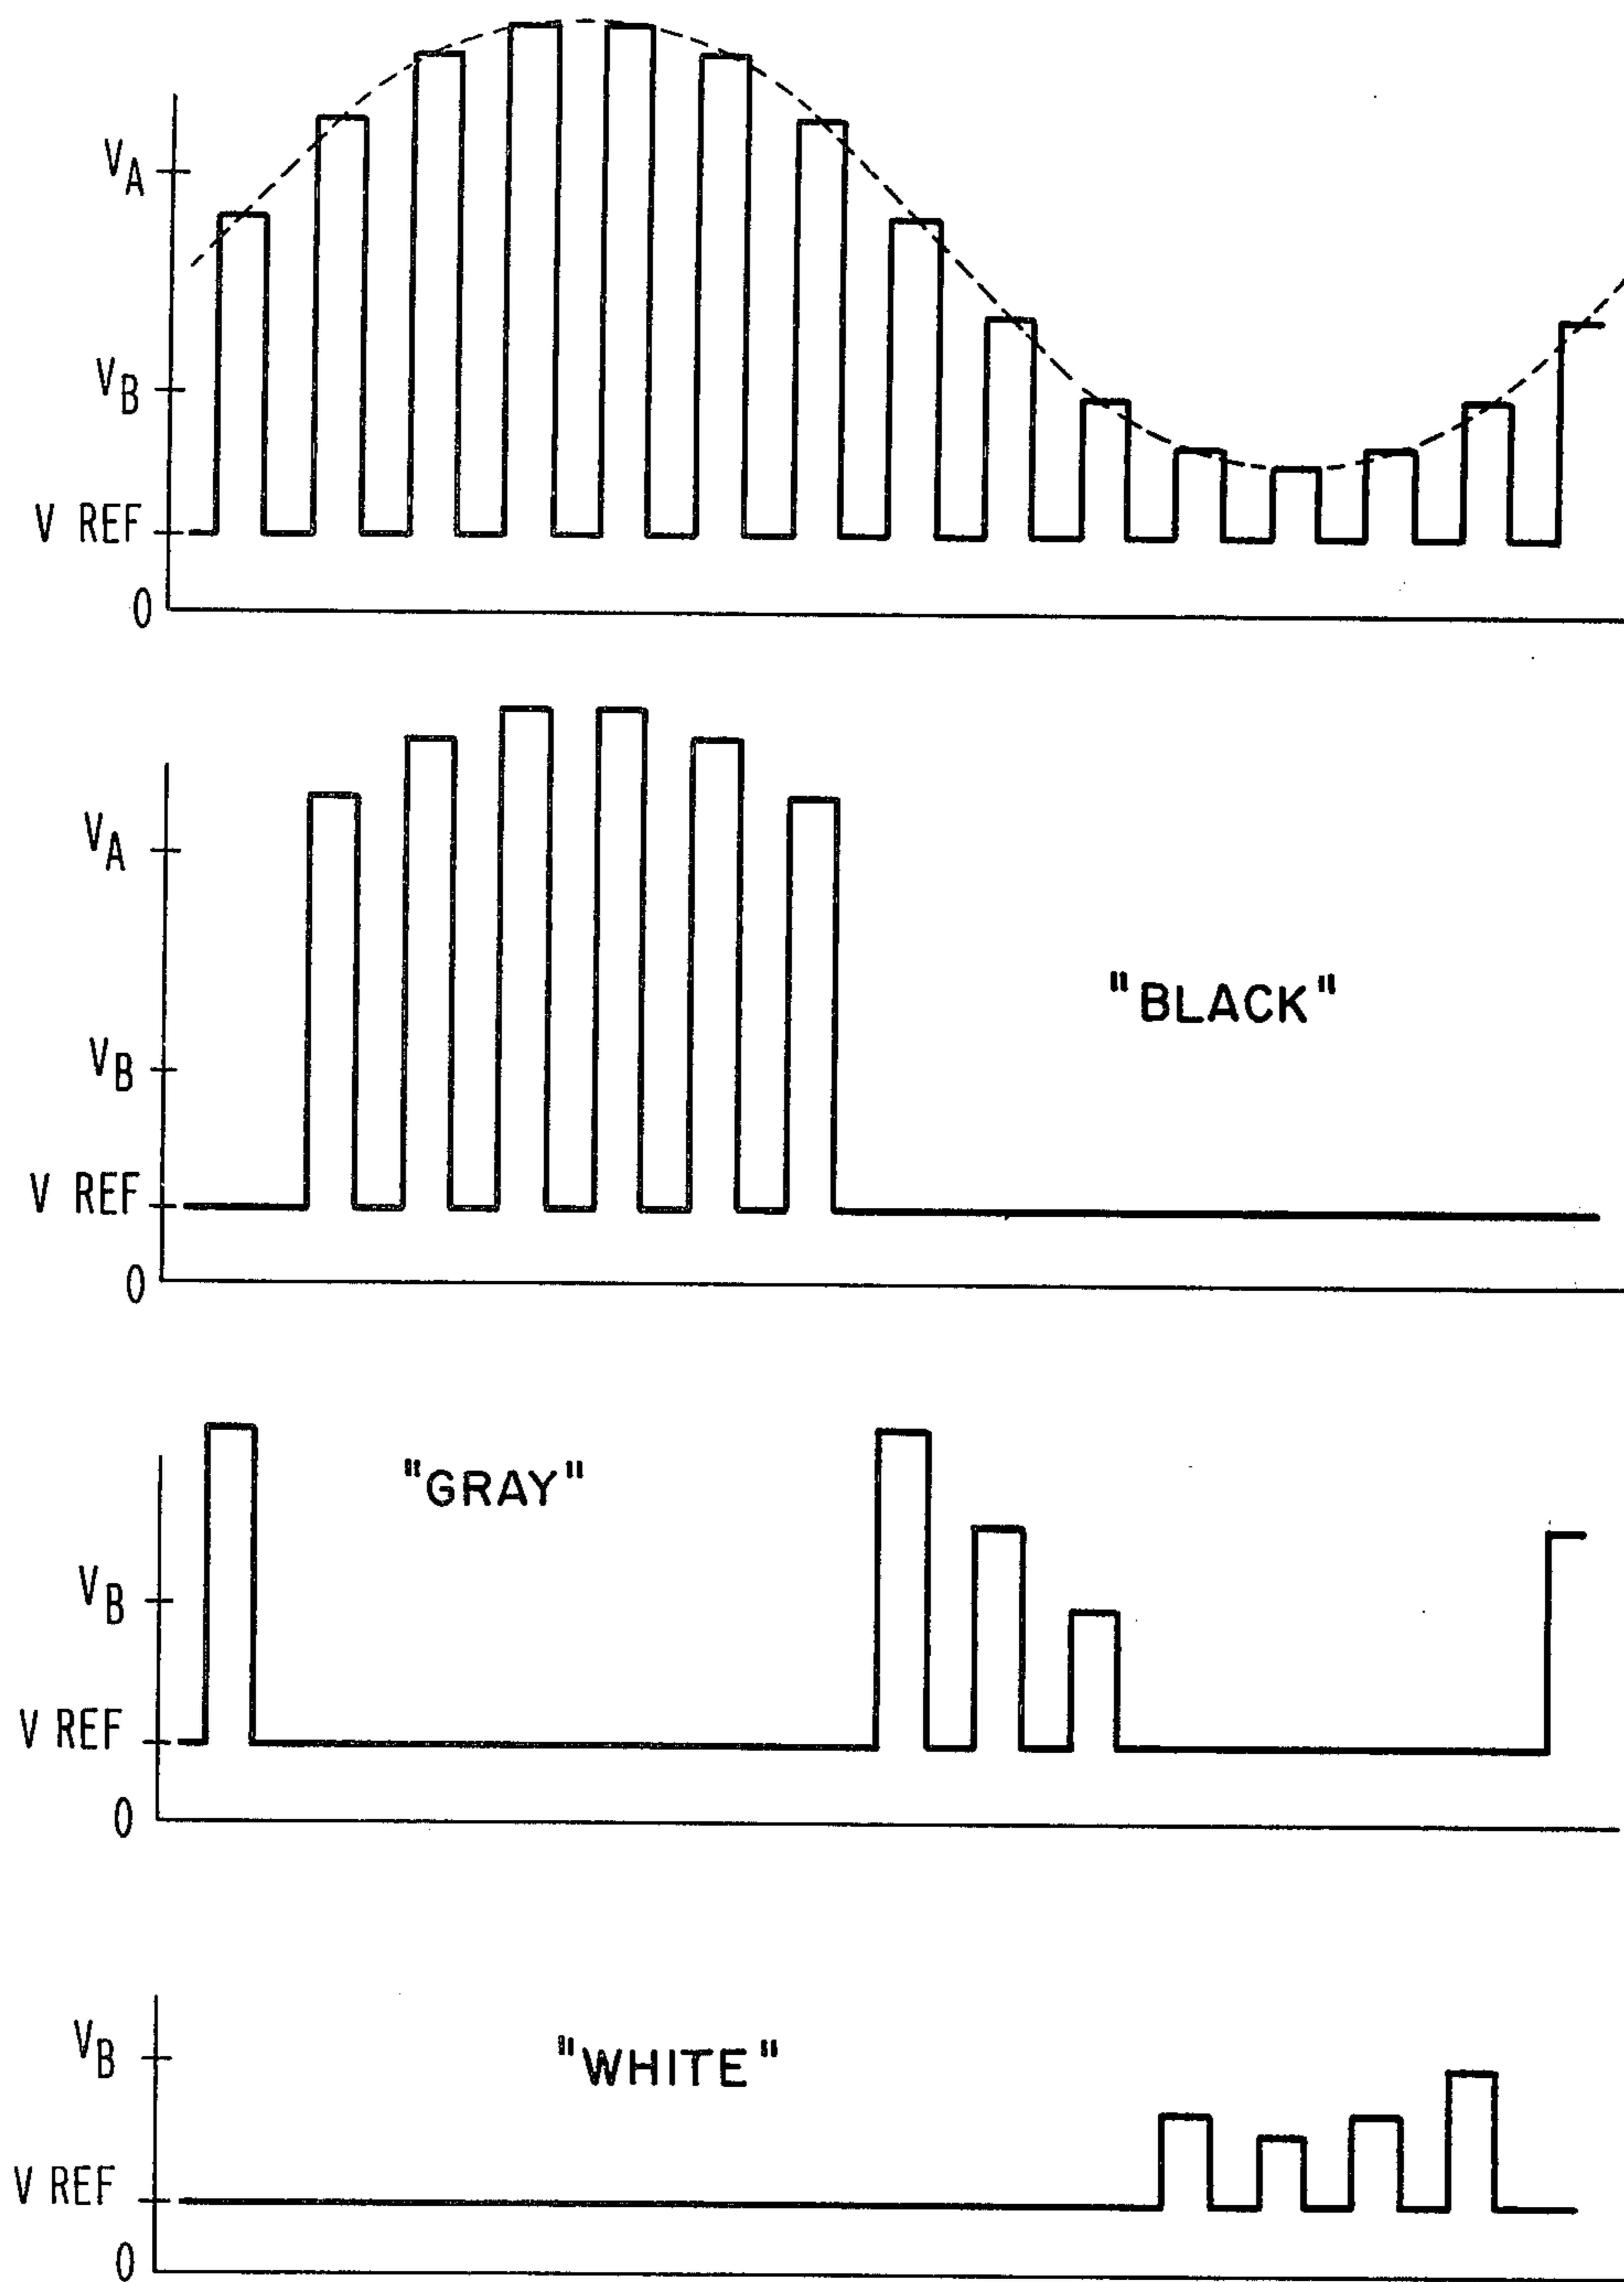 VA
VB
V REF
0
VA
"BLACK"
VB
V REF
0
"GRAY"
VB
V REF
0
VB
"WHITE"
V REF
0